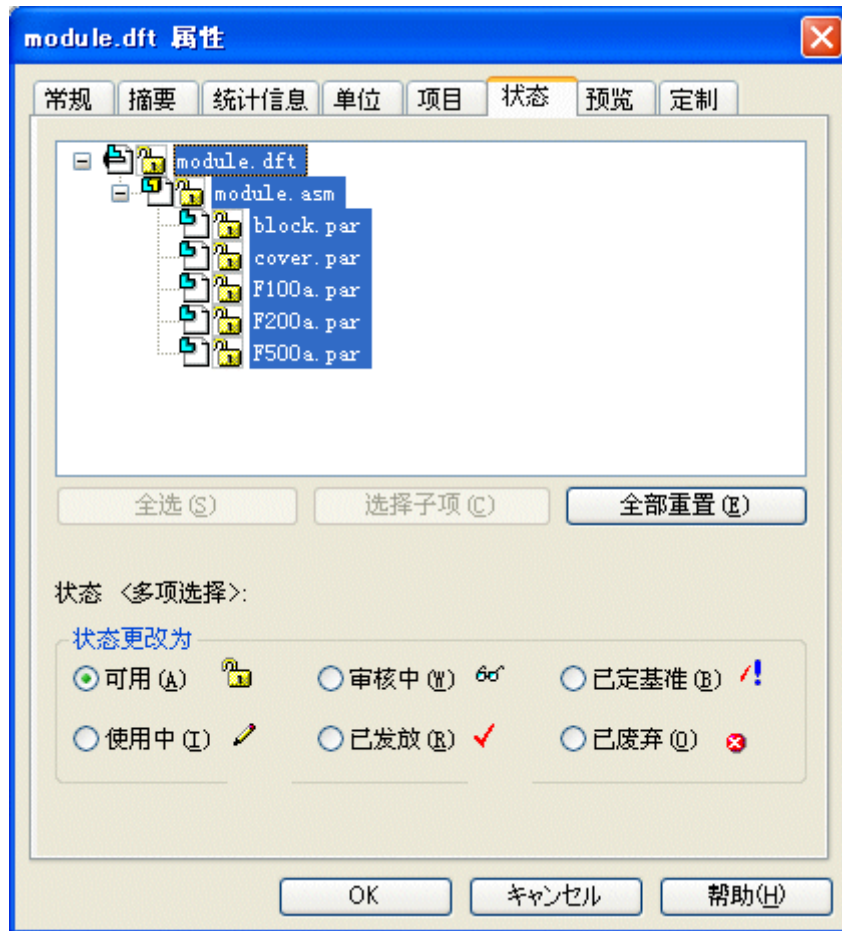 module.dft 属性
常规 摘要 统计信息 单位 项目 状态 预览 定制
module.dft
module.asm
block.par
cover.par
F100a.par
F200a.par
F500a.par
全选(S) 选择子项(C) 全部重置(E)
状态 <多项选择>:
状态更改为
可用(A) 审核中(W) 已定基准(B)
使用中(I) 已发放(R) 已废弃(O)
OK キャンセル 帮助(H)